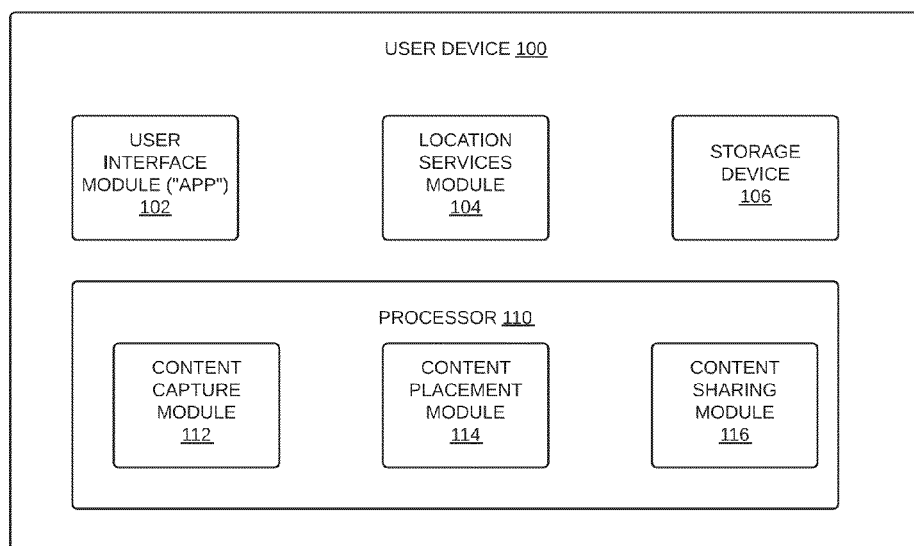 USER DEVICE 100
USER
INTERFACE
MODULE ("APP")
102
LOCATION
SERVICES
MODULE
104
STORAGE
DEVICE
106
PROCESSOR 110
CONTENT
CAPTURE
MODULE
112
CONTENT
PLACEMENT
MODULE
114
CONTENT
SHARING
MODULE
116